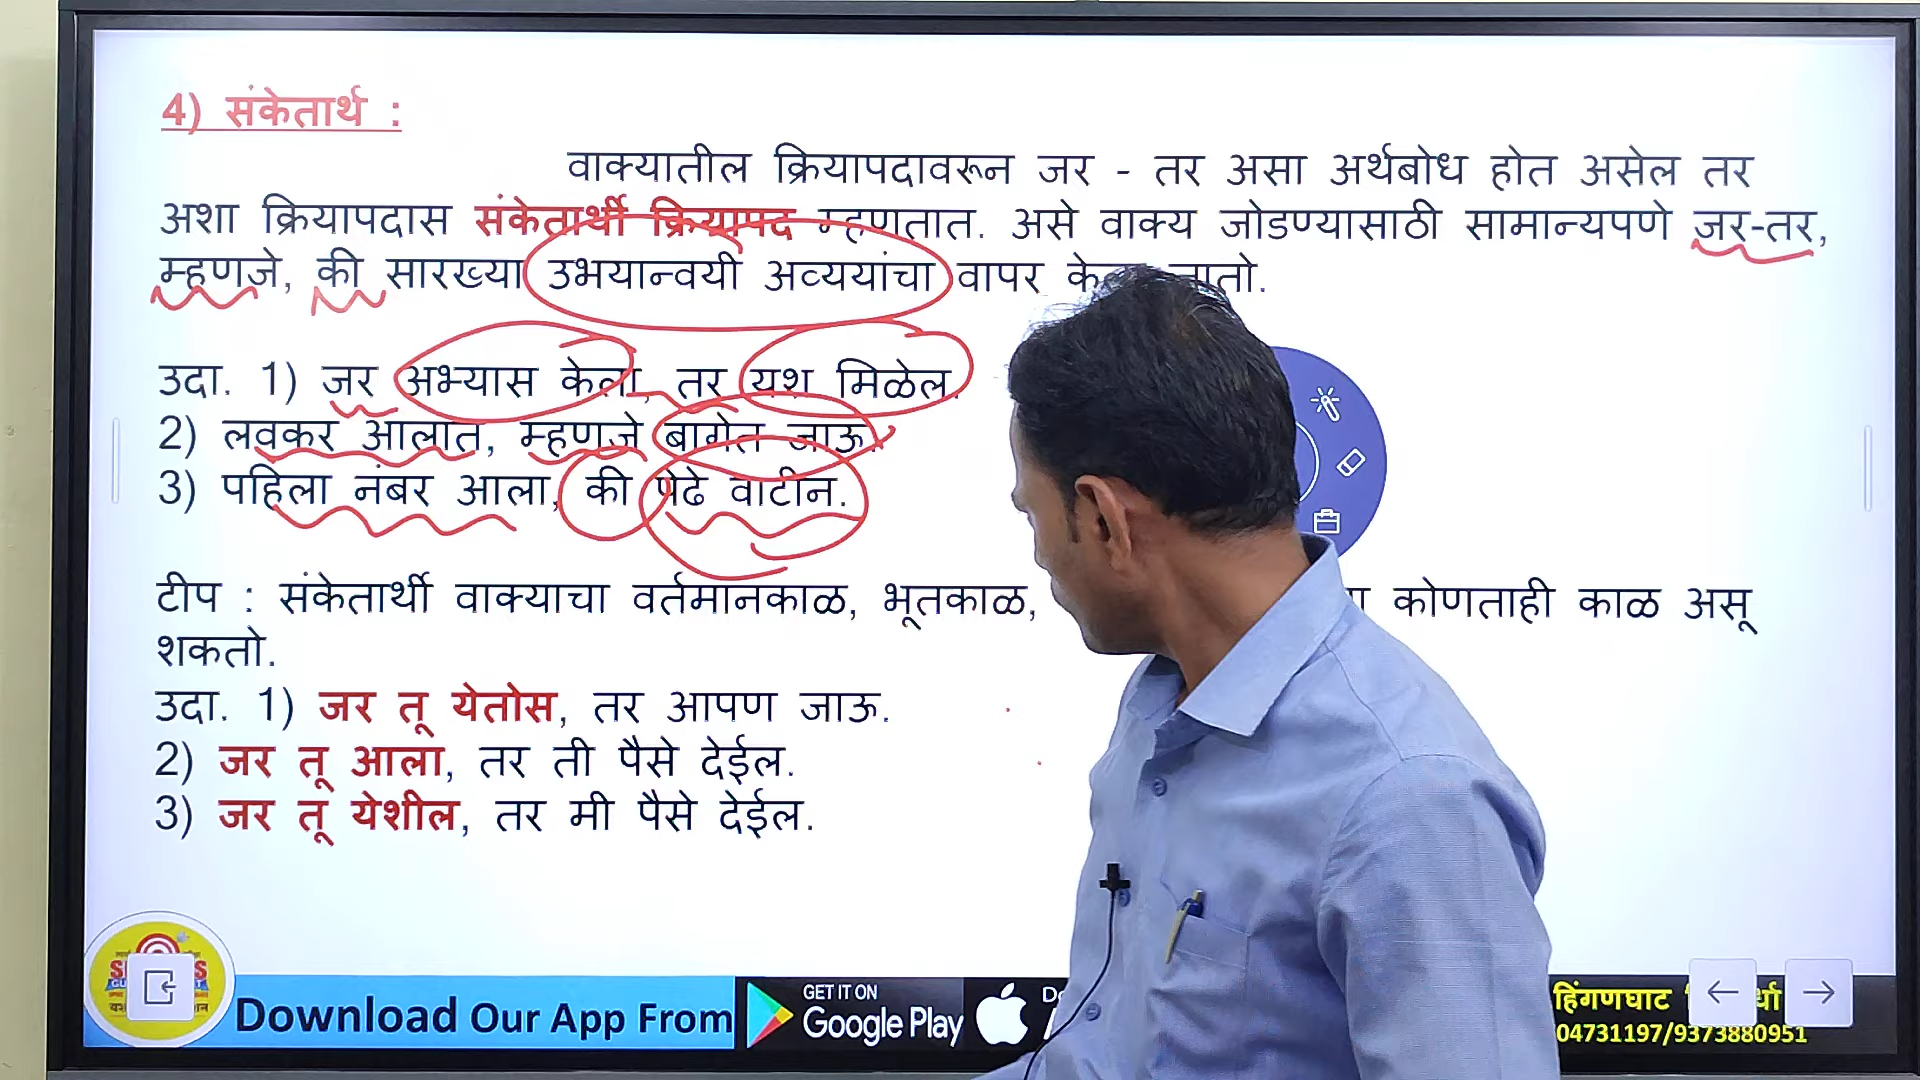 4) संकेतार्थ :
वाक्यातील क्रियापदावरून जर - तर असा अर्थबोध होत असेल तर
अशा क्रियापदास संकेतार्थी क्रियापद म्हणतात. असे वाक्य जोडण्यासाठी सामान्यपणे जर-तर,
म्हणजे, की सारख्या उभयान्वयी अव्ययांचा वापर
उदा. 1) जर अभ्यास केला, तर यश मिळेल.
2) लवकर आलात, म्हणजे बागेत जाऊ.
3) पहिला नंबर आला, की पेढे वाटीन.
टीप : संकेतार्थी वाक्याचा वर्तमानकाळ, भूतकाळ, कोणताही काळ असू
शकतो.
उदा. 1) जर तू येतोस, तर आपण जाऊ.
2) जर तू आला, तर ती पैसे देईल.
3) जर तू येशील, तर मी पैसे देईल.
Download Our App From
GET IT ON
Google Play
हिंगणघाट
04731197/9373880951